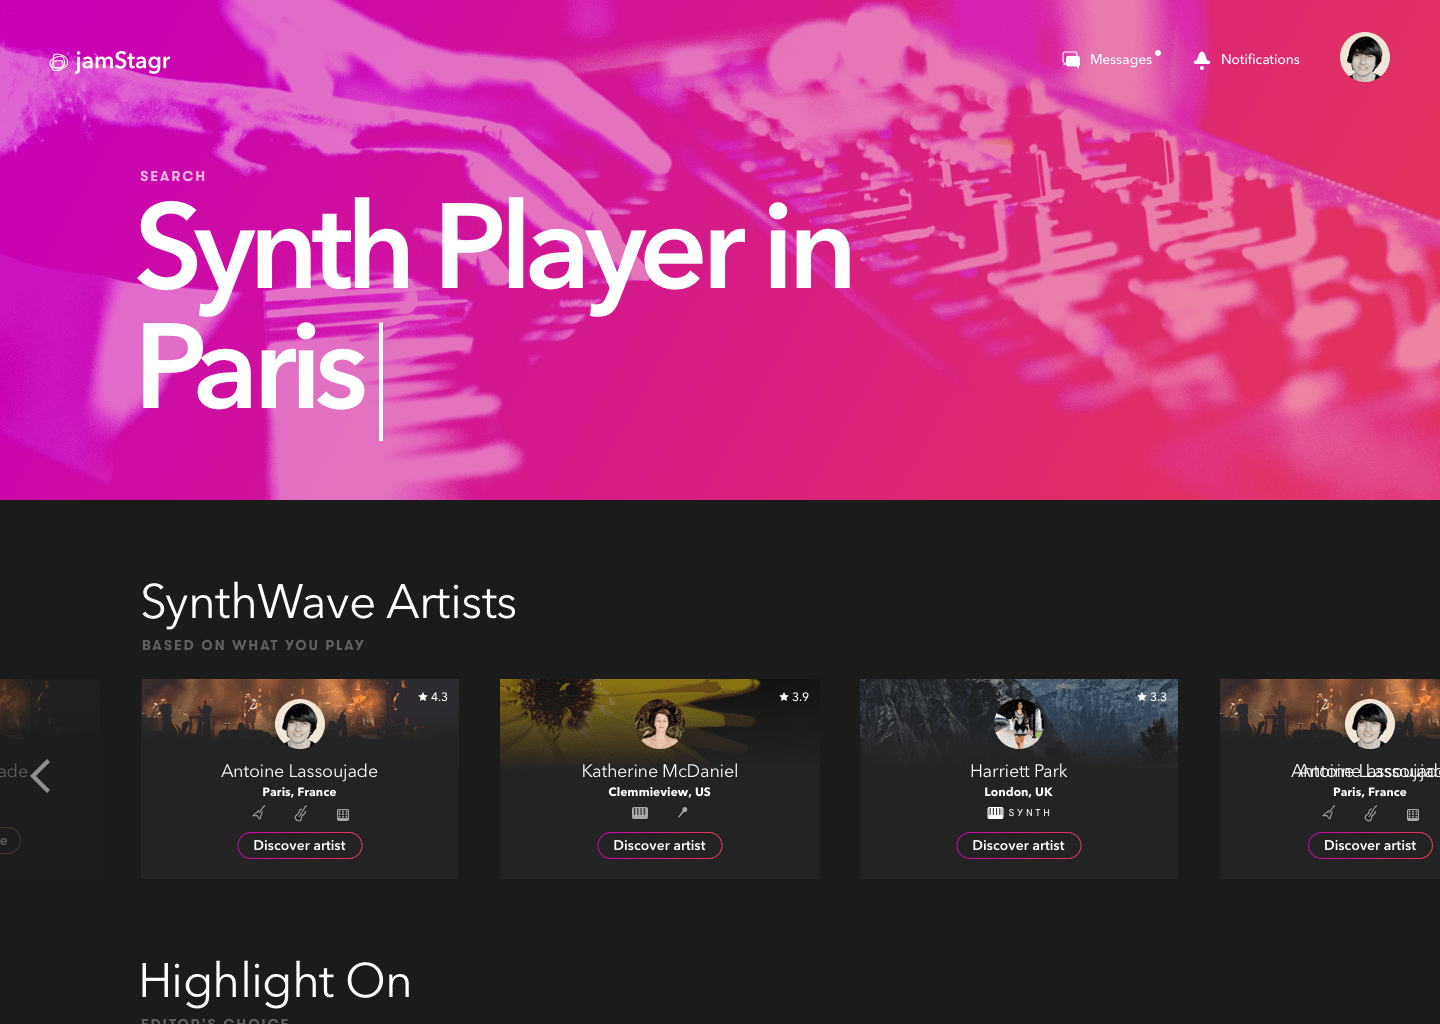 jamStagr
Messages
Notifications
SEARCH
Synth Player in
Paris
SynthWave Artists
BASED ON WHAT YOU PLAY
ade
e
4.3
Antoine Lassoujade
Paris, France
Discover artist
3.9
Katherine McDaniel
Clemmieview, US
Discover artist
3.3
Harriett Park
London, UK
SYNTH
Discover artist
Antoine Lassoujade
Paris, France
Discover artist
Highlight On
EDITOR'S CHOICE